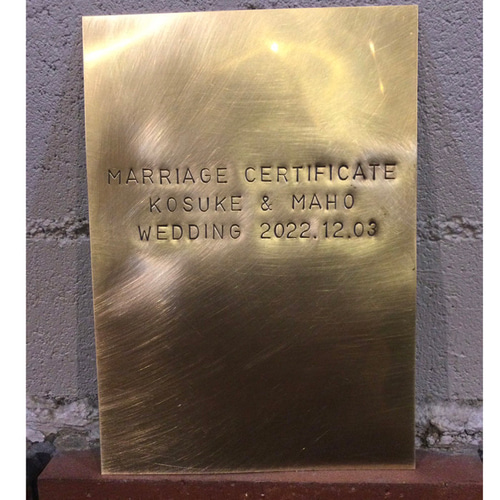 MARRIAGE CERTIFICATE
KOSUKE & MAHO
WEDDING 2022.12.03